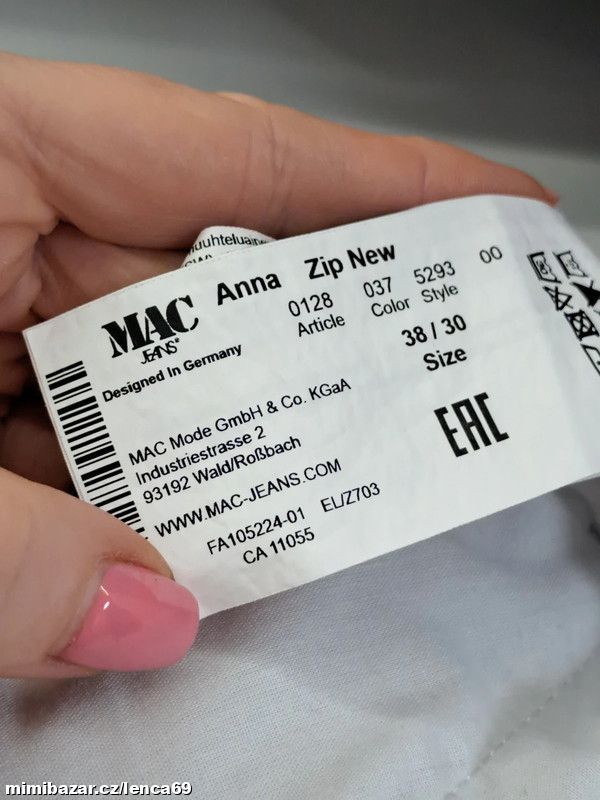 MAC Anna Zip New
JEANS®
Designed In Germany
0128 037 5293 00
Article Color Style
38 / 30
Size
MAC Mode GmbH & Co. KGaA
Industriestrasse 2
93192 Wald/Roßbach
WWW.MAC-JEANS.COM
FA105224-01 EL/Z703
CA 11055
EAC
mimibazar.cz/lenca69